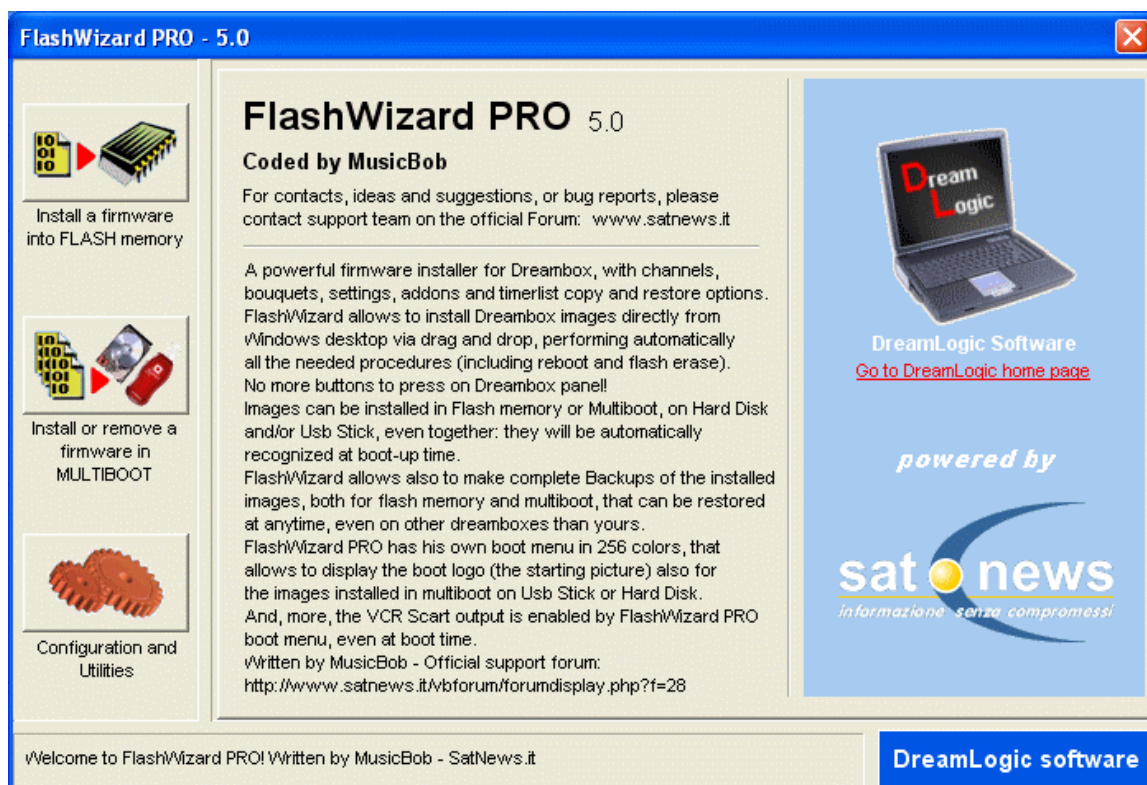 FlashWizard PRO - 5.0
Install a firmware
into FLASH memory
Install or remove a
firmware in
MULTIBOOT
Configuration and
Utilities
FlashWizard PRO 5.0
Coded by MusicBob
For contacts, ideas and suggestions, or bug reports, please
contact support team on the official Forum: www.satnews.it
A powerful firmware installer for Dreambox, with channels,
bouquets, settings, addons and timerlist copy and restore options.
FlashWizard allows to install Dreambox images directly from
Windows desktop via drag and drop, performing automatically
all the needed procedures (including reboot and flash erase).
No more buttons to press on Dreambox panel!
Images can be installed in Flash memory or Multiboot, on Hard Disk
and/or Usb Stick, even together: they will be automatically
recognized at boot-up time.
FlashWizard allows also to make complete Backups of the installed
images, both for flash memory and multiboot, that can be restored
at anytime, even on other dreamboxes than yours.
FlashWizard PRO has his own boot menu in 256 colors, that
allows to display the boot logo (the starting picture) also for
the images installed in multiboot on Usb Stick or Hard Disk.
And, more, the VCR Scart output is enabled by FlashWizard PRO
boot menu, even at boot time.
Written by MusicBob - Official support forum:
http://www.satnews.it/vbforum/forumdisplay.php?f=28
Dream
Logic
DreamLogic Software
Go to DreamLogic home page
powered by
sat news
informazione senza compromessi
Welcome to FlashWizard PRO! Written by MusicBob - SatNews.it
DreamLogic software